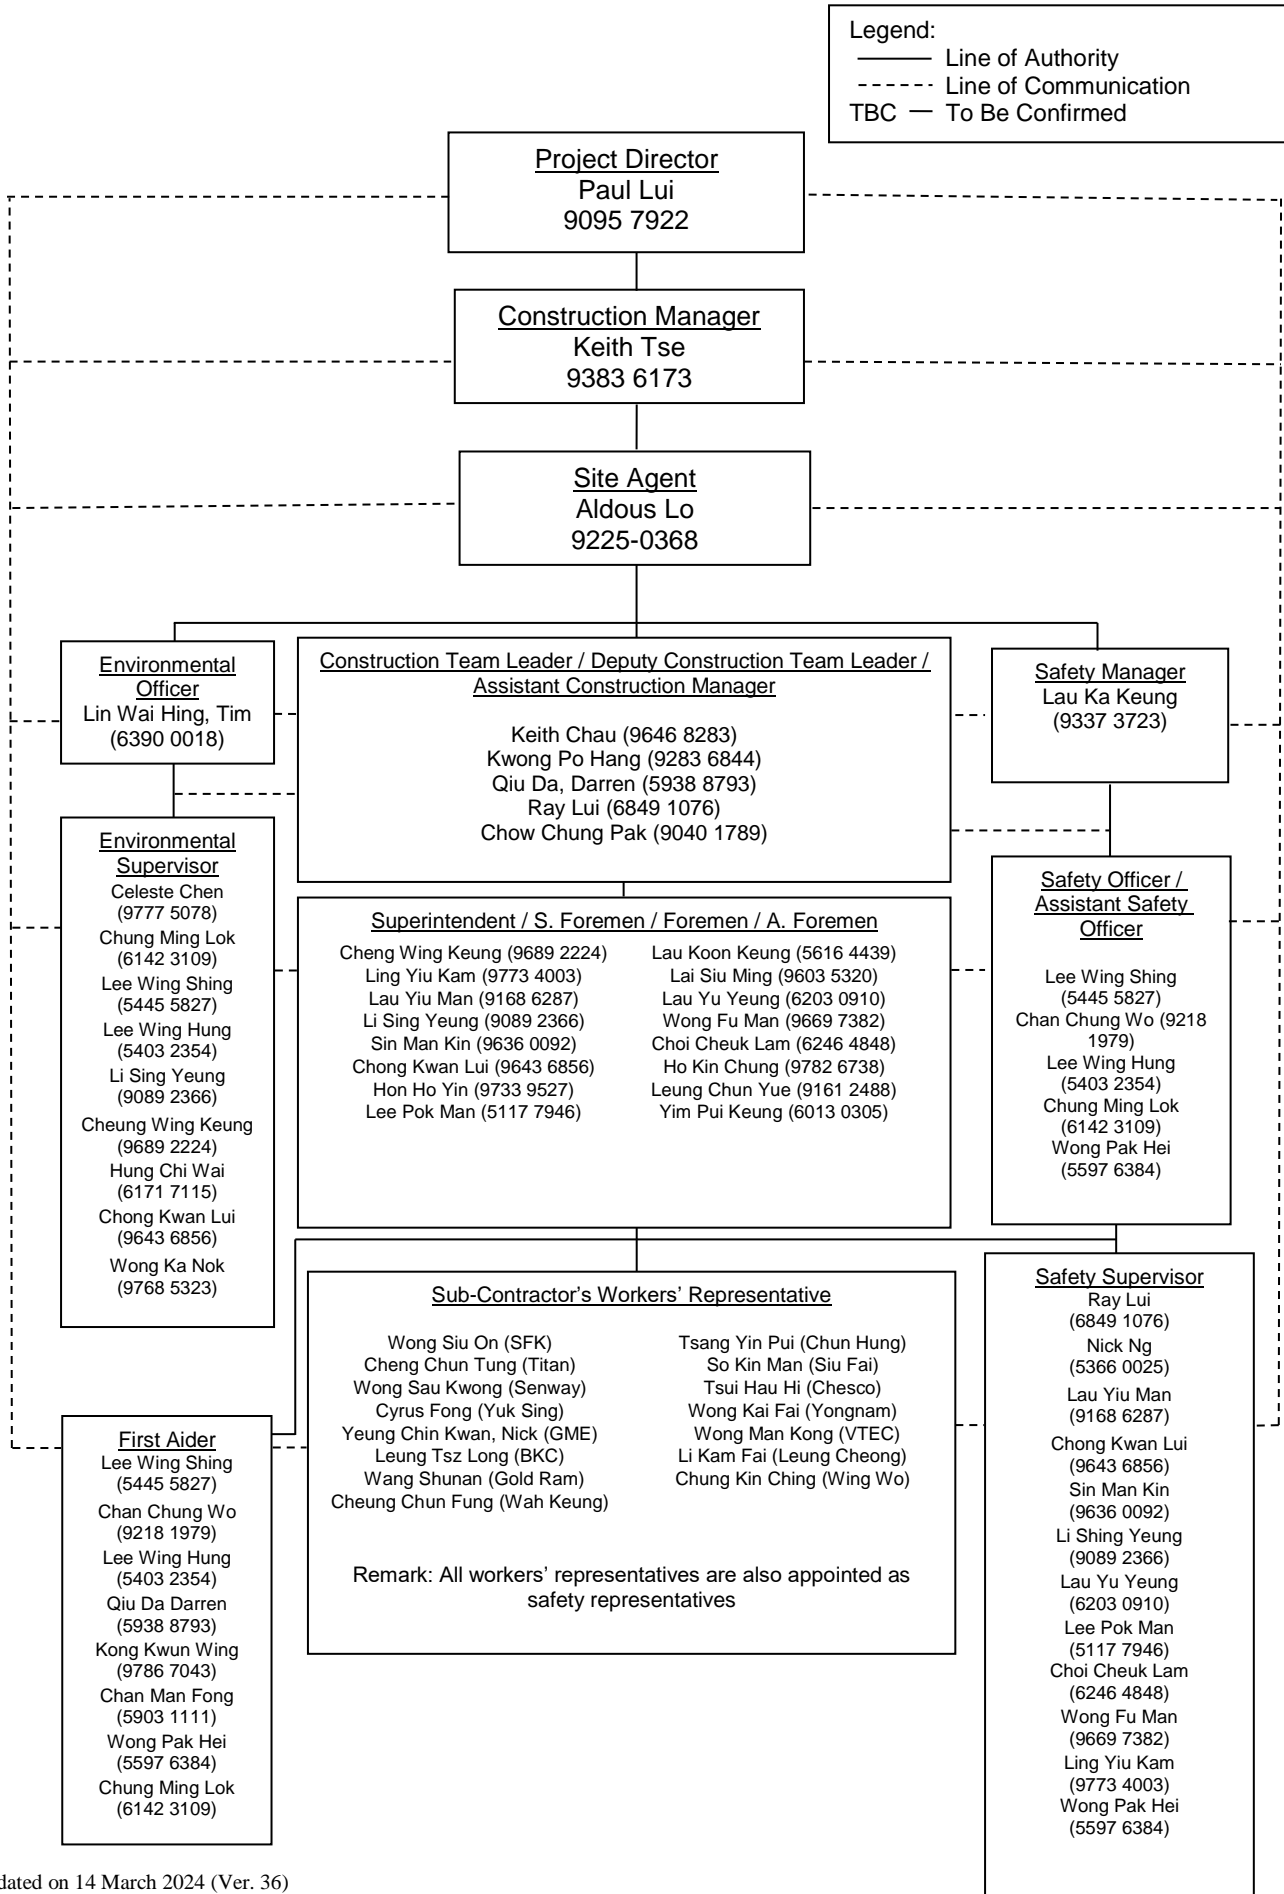 Legend:
Line of Authority
Line of Communication
TBC — To Be Confirmed
Project Director
Paul Lui
9095 7922
Construction Manager
Keith Tse
9383 6173
Site Agent
Aldous Lo
9225-0368
Environmental
Officer
Lin Wai Hing, Tim
(6390 0018)
Construction Team Leader / Deputy Construction Team Leader /
Assistant Construction Manager
Keith Chau (9646 8283)
Kwong Po Hang (9283 6844)
Qiu Da, Darren (5938 8793)
Ray Lui (6849 1076)
Chow Chung Pak (9040 1789)
Safety Manager
Lau Ka Keung
(9337 3723)
Environmental
Supervisor
Celeste Chen
(9777 5078)
Chung Ming Lok
(6142 3109)
Lee Wing Shing
(5445 5827)
Lee Wing Hung
(5403 2354)
Li Sing Yeung
(9089 2366)
Cheung Wing Keung
(9689 2224)
Hung Chi Wai
(6171 7115)
Chong Kwan Lui
(9643 6856)
Wong Ka Nok
(9768 5323)
Superintendent / S. Foremen / Foremen / A. Foremen
Cheng Wing Keung (9689 2224)
Ling Yiu Kam (9773 4003)
Lau Yiu Man (9168 6287)
Li Sing Yeung (9089 2366)
Sin Man Kin (9636 0092)
Chong Kwan Lui (9643 6856)
Hon Ho Yin (9733 9527)
Lee Pok Man (5117 7946)
Lau Koon Keung (5616 4439)
Lai Siu Ming (9603 5320)
Lau Yu Yeung (6203 0910)
Wong Fu Man (9669 7382)
Choi Cheuk Lam (6246 4848)
Ho Kin Chung (9782 6738)
Leung Chun Yue (9161 2488)
Yim Pui Keung (6013 0305)
Safety Officer /
Assistant Safety
Officer
Lee Wing Shing
(5445 5827)
Chan Chung Wo (9218
1979)
Lee Wing Hung
(5403 2354)
Chung Ming Lok
(6142 3109)
Wong Pak Hei
(5597 6384)
Sub-Contractor's Workers' Representative
Wong Siu On (SFK)
Cheng Chun Tung (Titan)
Wong Sau Kwong (Senway)
Cyrus Fong (Yuk Sing)
Yeung Chin Kwan, Nick (GME)
Leung Tsz Long (BKC)
Wang Shunan (Gold Ram)
Cheung Chun Fung (Wah Keung)
Tsang Yin Pui (Chun Hung)
So Kin Man (Siu Fai)
Tsui Hau Hi (Chesco)
Wong Kai Fai (Yongnam)
Wong Man Kong (VTEC)
Li Kam Fai (Leung Cheong)
Chung Kin Ching (Wing Wo)
Remark: All workers' representatives are also appointed as
safety representatives
First Aider
Lee Wing Shing
(5445 5827)
Chan Chung Wo
(9218 1979)
Lee Wing Hung
(5403 2354)
Qiu Da Darren
(5938 8793)
Kong Kwun Wing
(9786 7043)
Chan Man Fong
(5903 1111)
Wong Pak Hei
(5597 6384)
Chung Ming Lok
(6142 3109)
Safety Supervisor
Ray Lui
(6849 1076)
Nick Ng
(5366 0025)
Lau Yiu Man
(9168 6287)
Chong Kwan Lui
(9643 6856)
Sin Man Kin
(9636 0092)
Li Shing Yeung
(9089 2366)
Lau Yu Yeung
(6203 0910)
Lee Pok Man
(5117 7946)
Choi Cheuk Lam
(6246 4848)
Wong Fu Man
(9669 7382)
Ling Yiu Kam
(9773 4003)
Wong Pak Hei
(5597 6384)
dated on 14 March 2024 (Ver. 36)